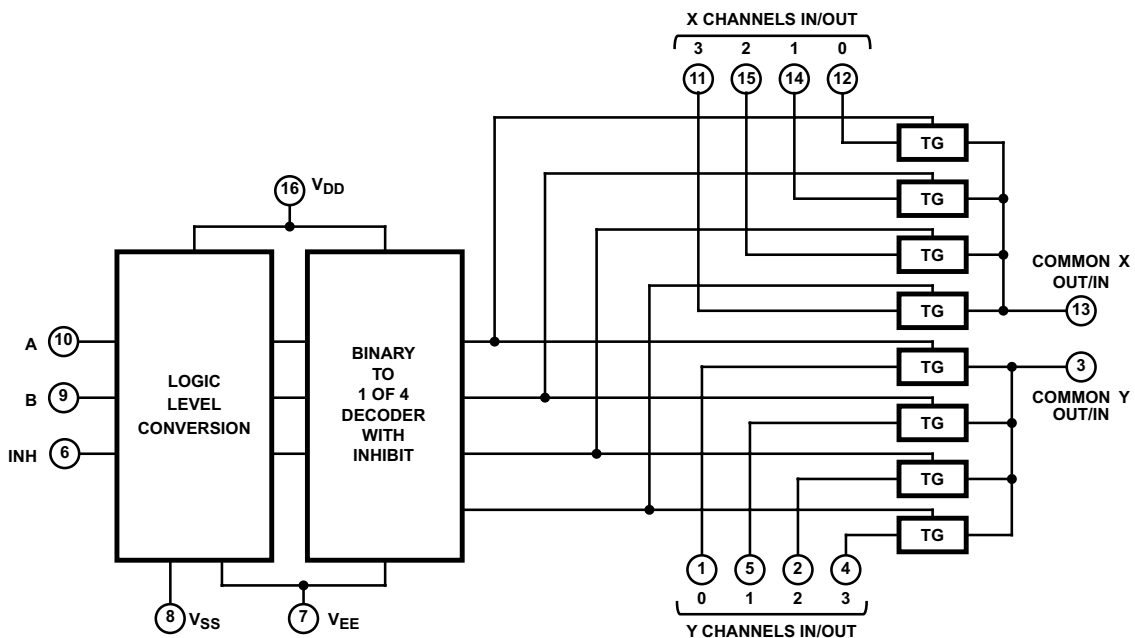 X CHANNELS IN/OUT
3 2 1 0
11 15 14 12
TG
TG
TG
TG
COMMON X
OUT/IN
13
16 VDD
A 10
B 9
INH 6
LOGIC
LEVEL
CONVERSION
BINARY
TO
1 OF 4
DECODER
WITH
INHIBIT
TG
TG
TG
TG
3
COMMON Y
OUT/IN
8 VSS
7 VEE
1 5 2 4
0 1 2 3
Y CHANNELS IN/OUT